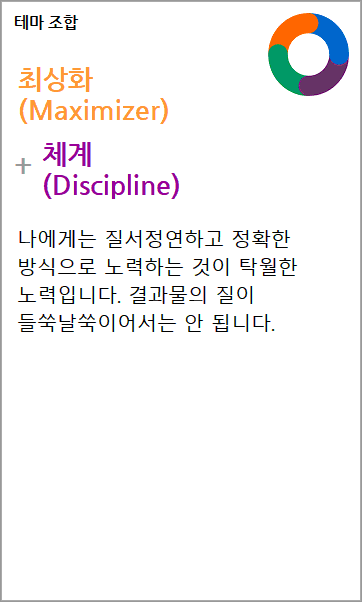 테마 조합
최상화
(Maximizer)
+ 체계
(Discipline)
나에게는 질서정연하고 정확한
방식으로 노력하는 것이 탁월한
노력입니다. 결과물의 질이
들쑥날쑥이어서는 안 됩니다.